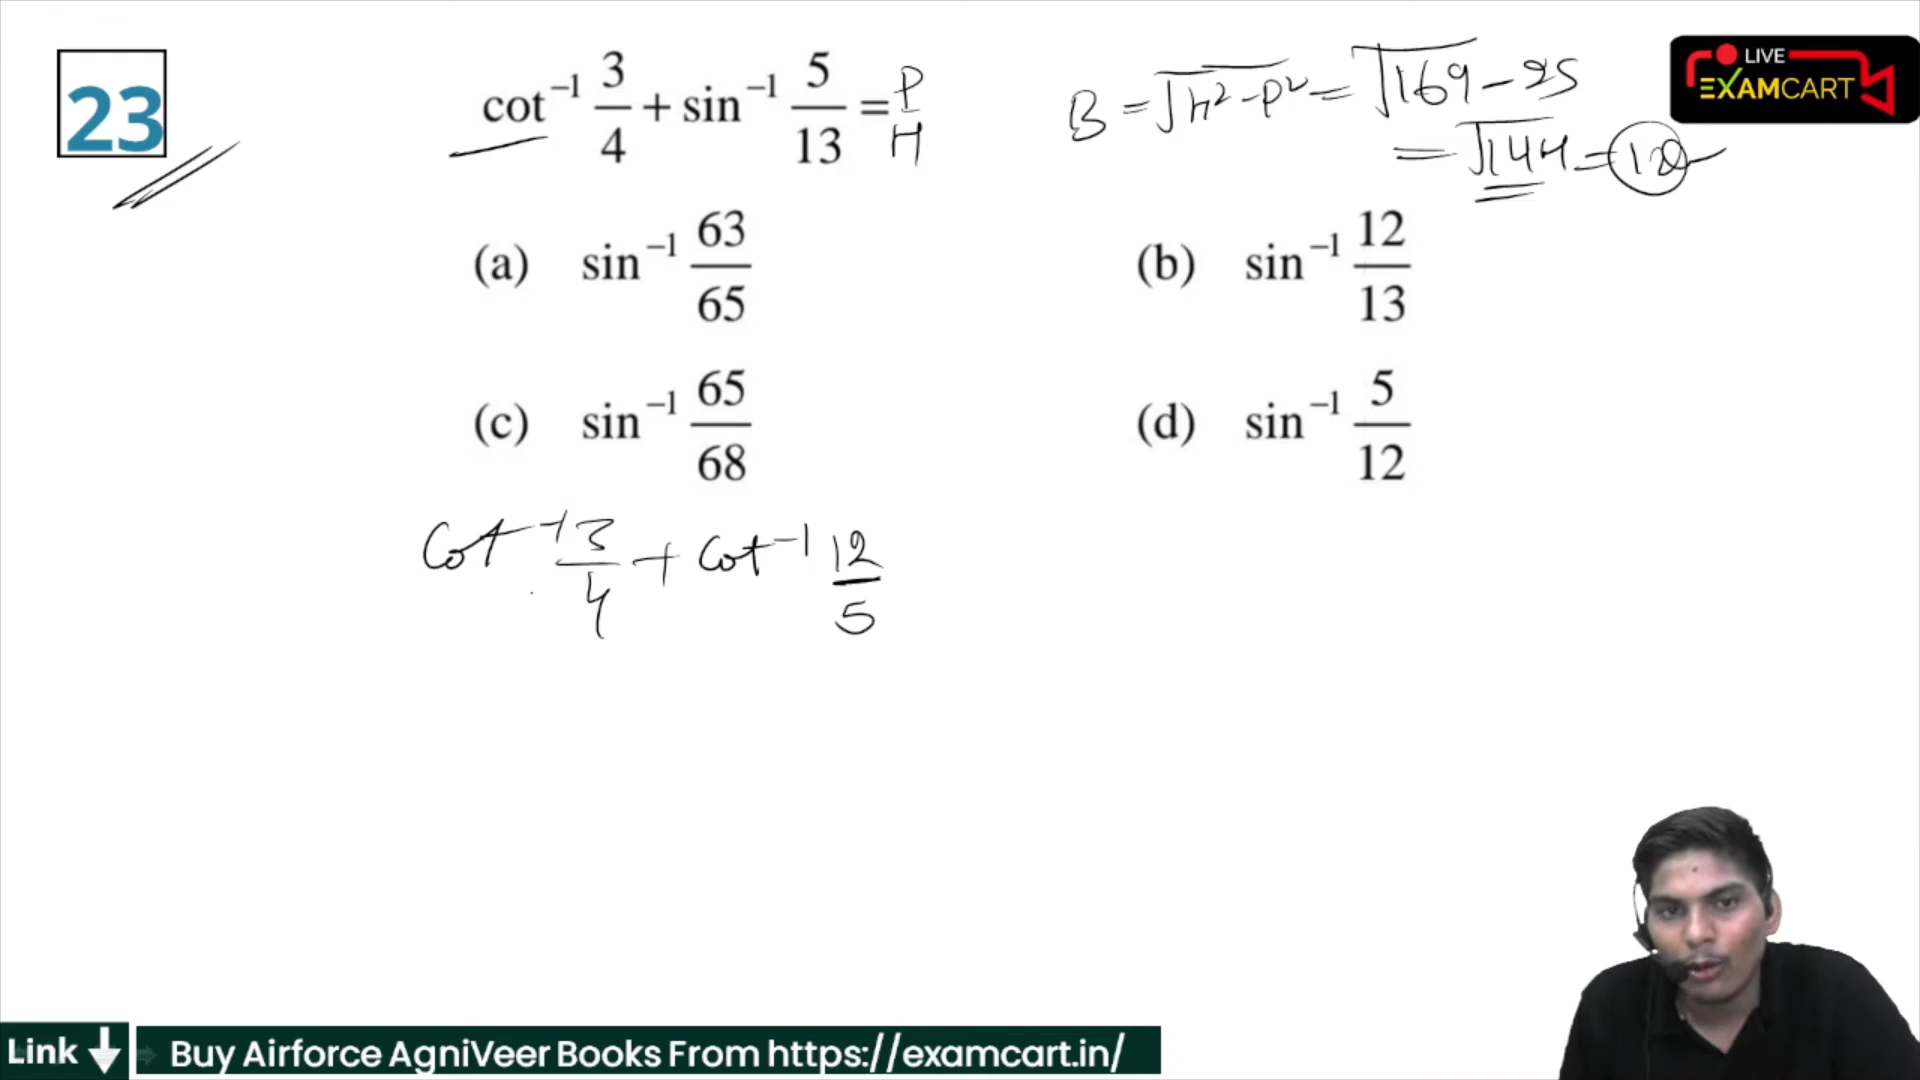 23
cot⁻¹ 3/4 + sin⁻¹ 5/13 = P/H
B = √h² - p² = √169 - 25
= √144 = 12
LIVE
EXAMCART
(a) sin⁻¹ 63/65
(b) sin⁻¹ 12/13
(c) sin⁻¹ 65/68
(d) sin⁻¹ 5/12
Cot⁻¹ 3/4 + Cot⁻¹ 12/5
Link
Buy Airforce AgniVeer Books From https://examcart.in/